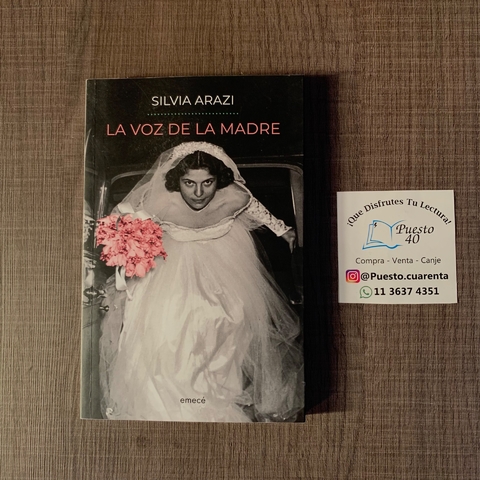 SILVIA ARAZI
LA VOZ DE LA MADRE
emecé
¡Que Disfrutes Tu Lectura!
Puesto
40
Compra - Venta - Canje
@Puesto.cuarenta
11 3637 4351